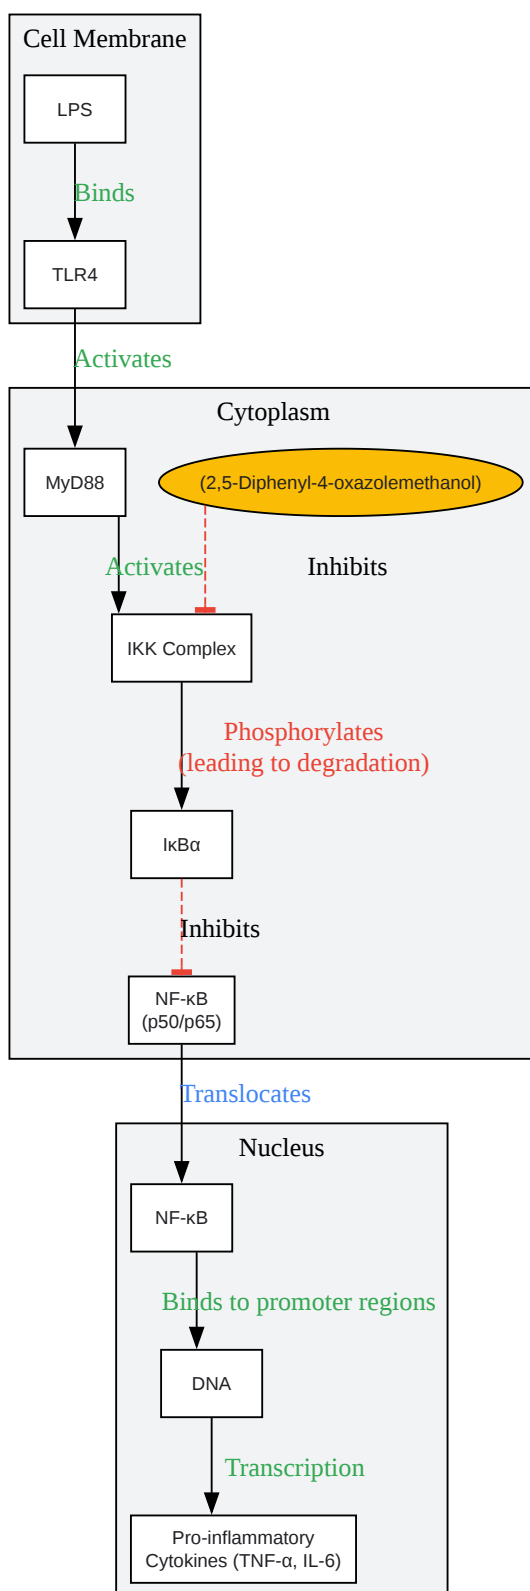 Cell Membrane
LPS
Binds
TLR4
Activates
Cytoplasm
MyD88
(2,5-Diphenyl-4-oxazolemethanol)
Activates
Inhibits
IKK Complex
Phosphorylates
(leading to degradation)
IκBα
Inhibits
NF-κB
(p50/p65)
Translocates
Nucleus
NF-κB
Binds to promoter regions
DNA
Transcription
Pro-inflammatory
Cytokines (TNF-α, IL-6)